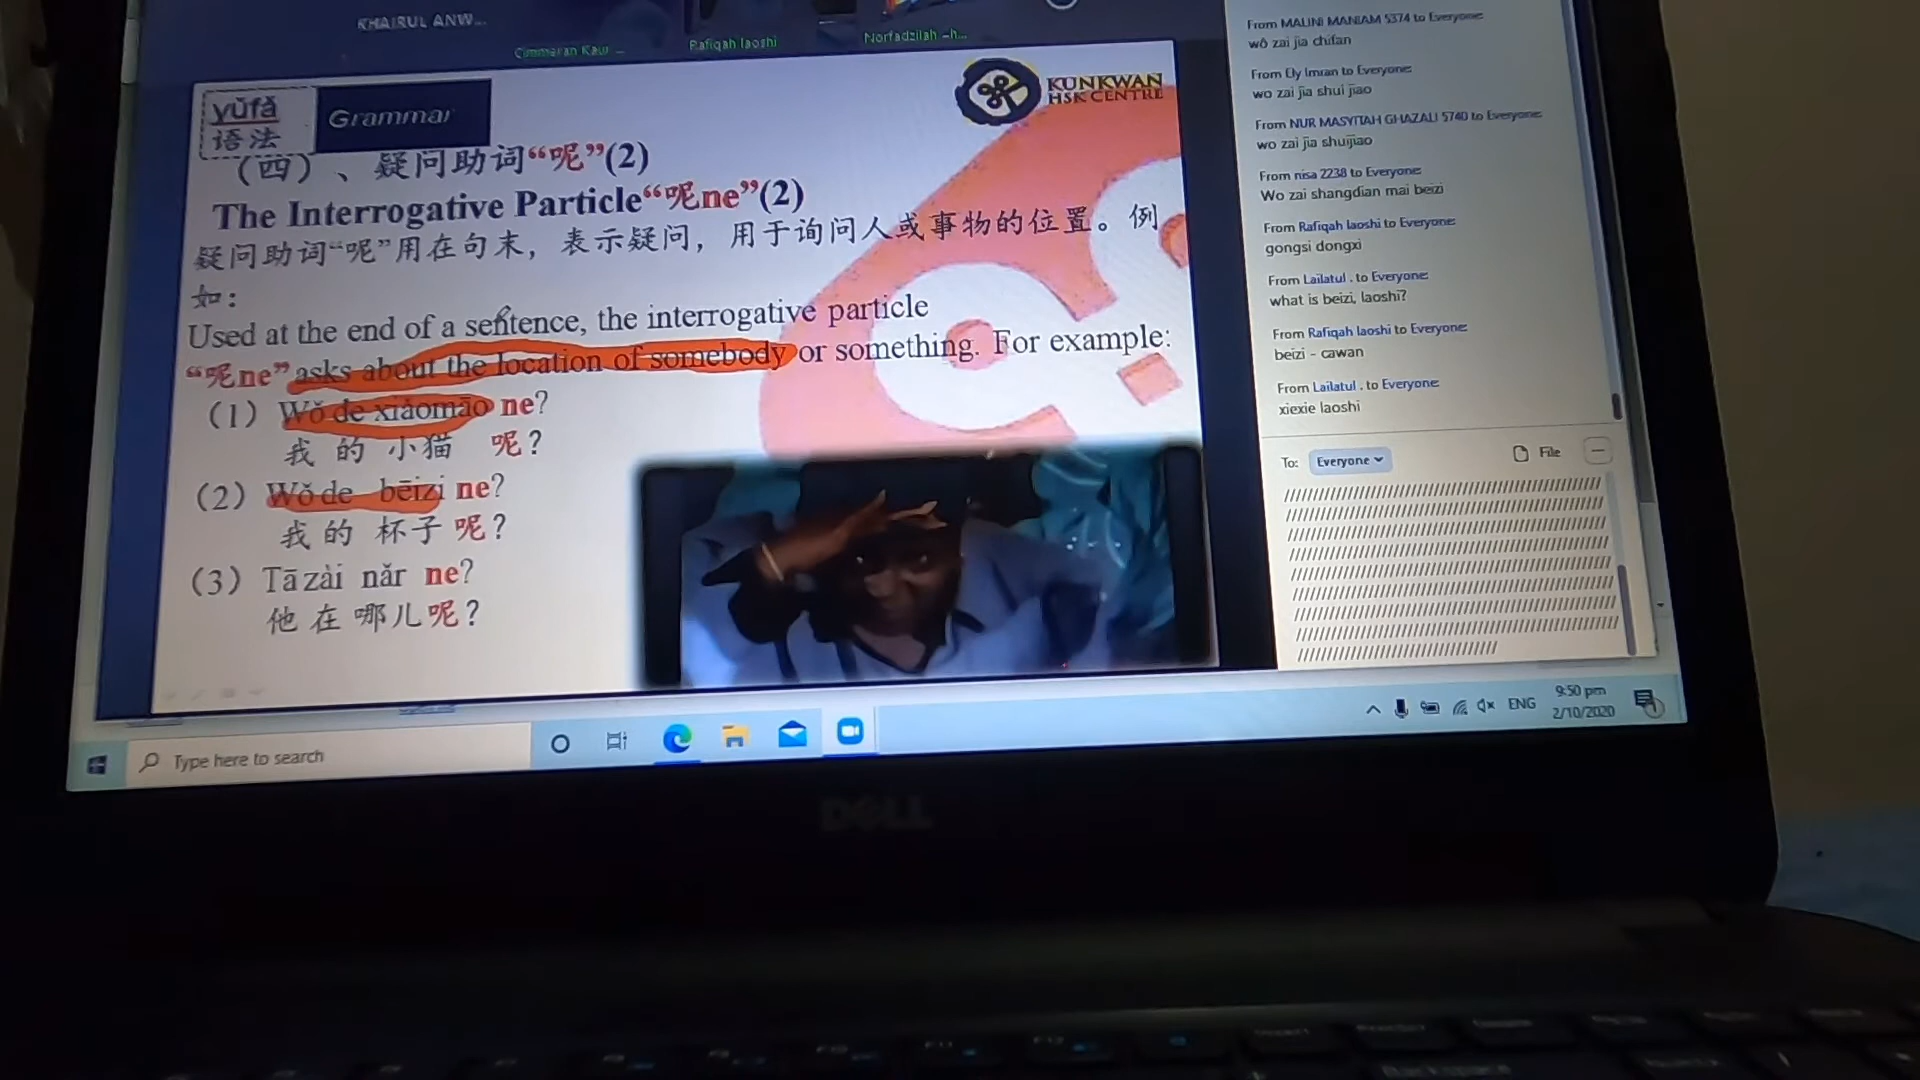 KHAIRUL ANW...
Cimmeran Kaur ...
Rafiqah laoshi
Norfadzilah -h...
yǔfǎ
语法
Grammar
KUNKWAN
HSK CENTRE
（四）、疑问助词“呢”(2)
The Interrogative Particle“呢ne”(2)
疑问助词“呢”用在句末，表示疑问，用于询问人或事物的位置。例
如：
Used at the end of a sentence, the interrogative particle
“呢ne”asks about the location of somebody or something. For example:
（1）Wǒ de xiǎomāo ne?
我 的 小猫 呢？
（2）Wǒ de bēizi ne?
我 的 杯子 呢？
（3）Tā zài nǎr ne?
他 在 哪儿呢？
From MALINI MANIAM 5374 to Everyone:
wǒ zai jia chifan
From Ely Imran to Everyone:
wo zai jia shui jiao
From NUR MASYITAH GHAZALI 5740 to Everyone:
wo zai jia shuijiao
From nisa 2238 to Everyone:
Wo zai shangdian mai beizi
From Rafiqah laoshi to Everyone:
gongsi dongxi
From Lailatul . to Everyone:
what is beizi, laoshi?
From Rafiqah laoshi to Everyone:
beizi - cawan
From Lailatul . to Everyone:
xiexie laoshi
To: Everyone File
Type here to search
ENG
9:50 pm
2/10/2020
DELL